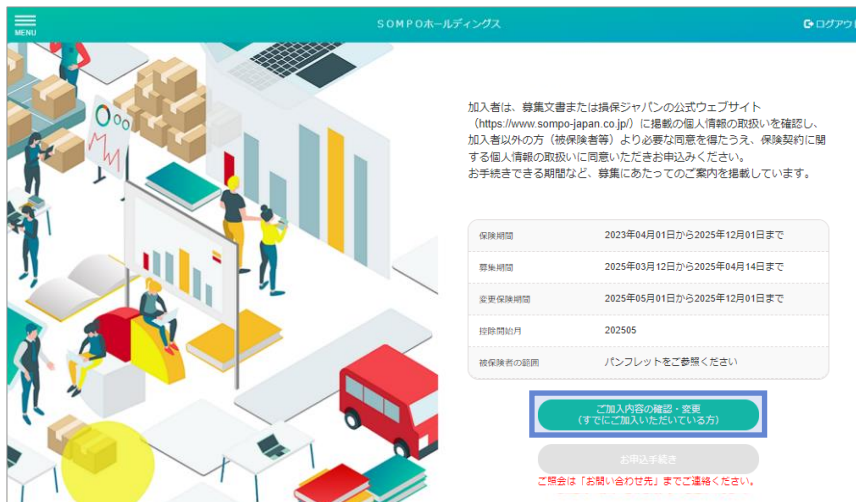 MENU
SOMPOホールディングス
ログアウト
加入者は、募集文書または損保ジャパンの公式ウェブサイト
（https://www.sompo-japan.co.jp/）に掲載の個人情報の取扱いを確認し、
加入者以外の方（被保険者等）より必要な同意を得たうえ、保険契約に関
する個人情報の取扱いに同意いただきお申込みください。
お手続きできる期間など、募集にあたってのご案内を掲載しています。
保険期間 2023年04月01日から2025年12月01日まで
募集期間 2025年03月12日から2025年04月14日まで
変更保険期間 2025年05月01日から2025年12月01日まで
控除開始月 202505
被保険者の範囲 パンフレットをご参照ください
ご加入内容の確認・変更
（すでにご加入いただいている方）
お申込手続き
ご照会は「お問い合わせ先」までご連絡ください。